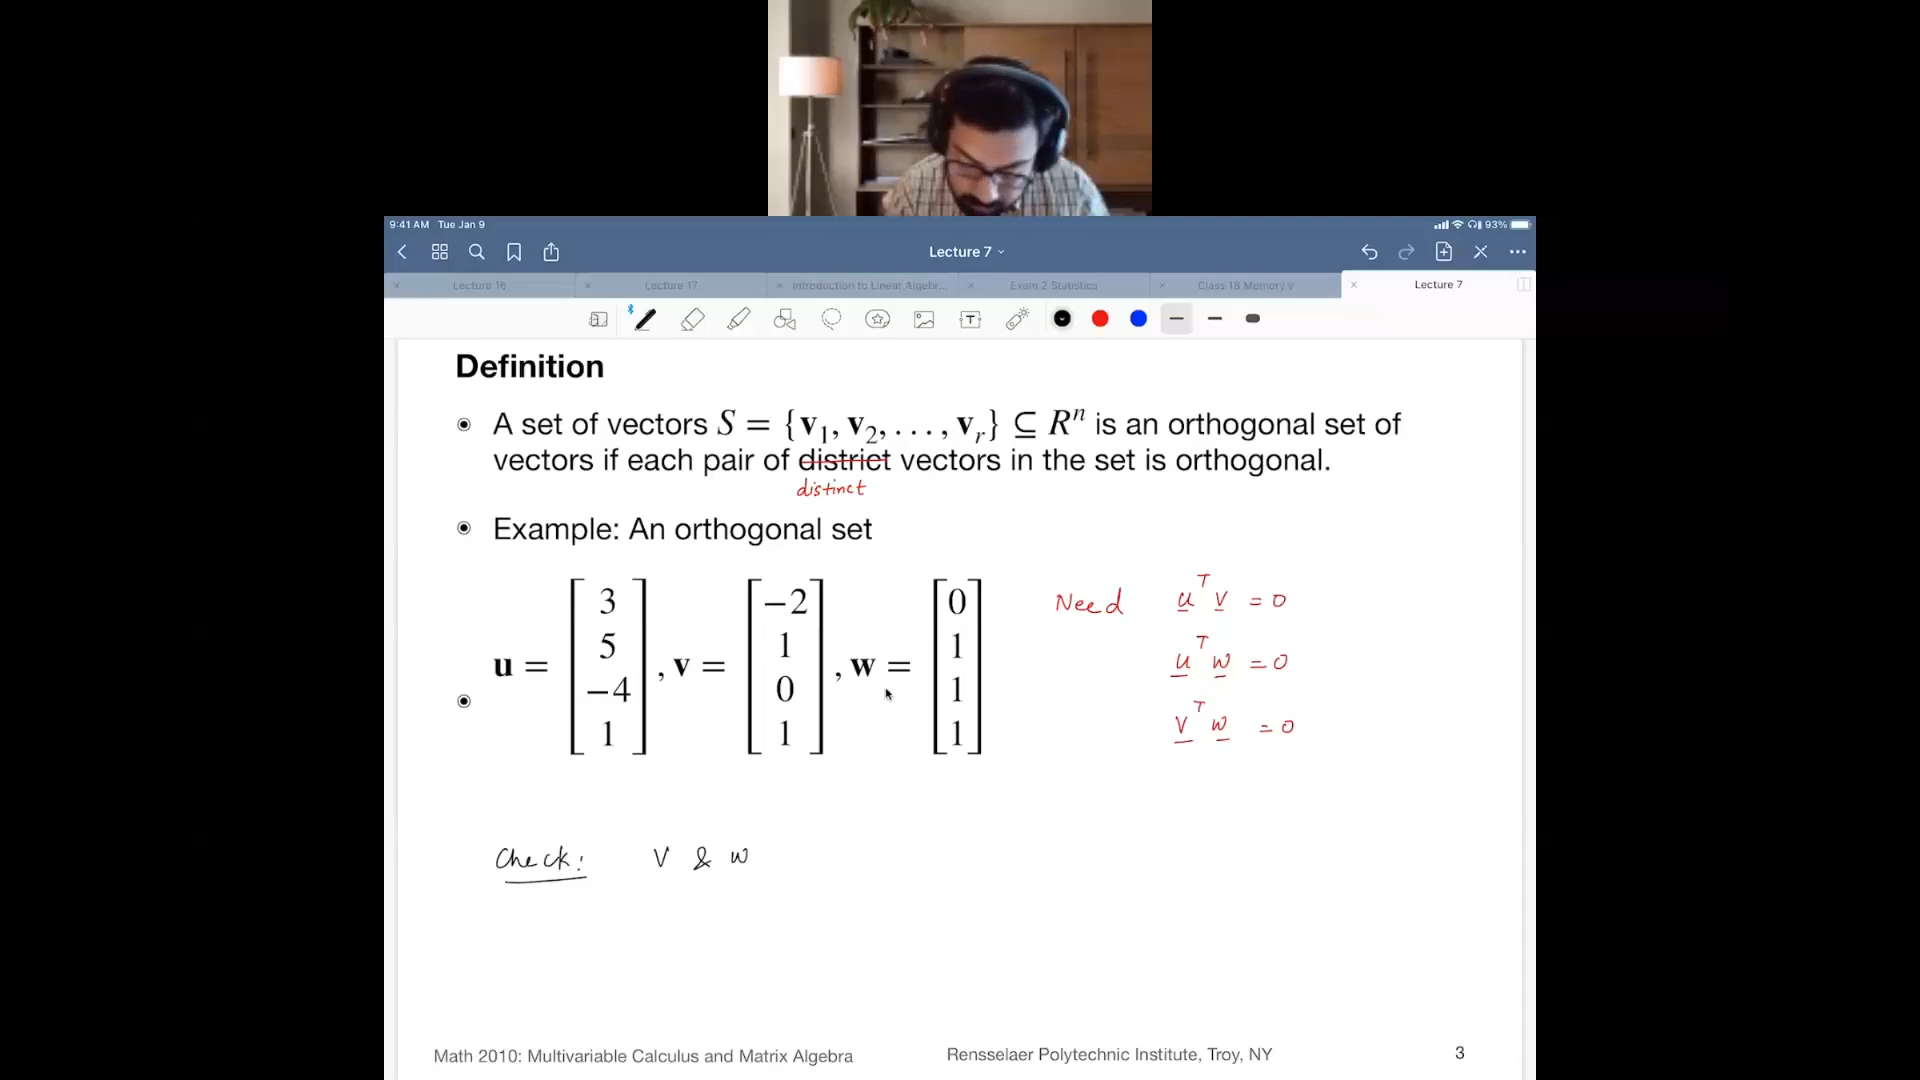 9:41 AM Tue Jan 9
93%
Lecture 7
Lecture 16
Lecture 17
Introduction to Linear Algebr...
Exam 2 Statistics
Class 18 Memory v
Lecture 7
Definition
A set of vectors S = {v₁, v₂, . . . , vᵣ} ⊆ Rⁿ is an orthogonal set of
vectors if each pair of district vectors in the set is orthogonal.
distinct
Example: An orthogonal set
u = [3 5 −4 1], v = [−2 1 0 1], w = [0 1 1 1]
Need u^T v = 0
u^T w = 0
v^T w = 0
Check: v & w
Math 2010: Multivariable Calculus and Matrix Algebra
Rensselaer Polytechnic Institute, Troy, NY
3